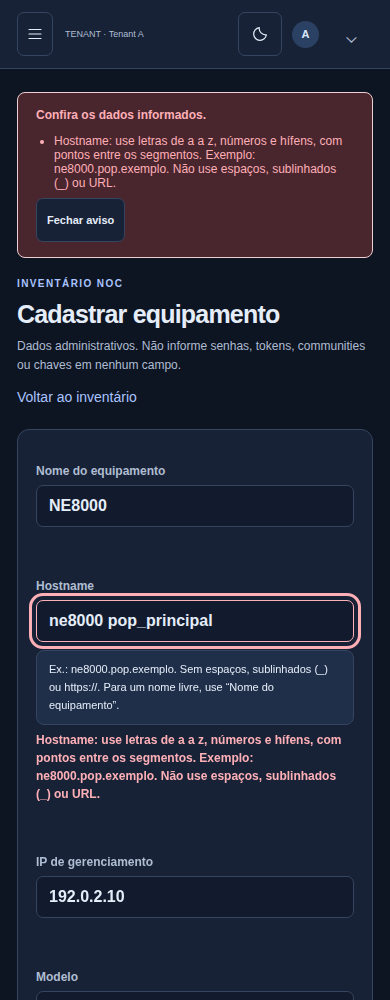 TENANT · Tenant A
A
Confira os dados informados.
• Hostname: use letras de a a z, números e hífens, com
pontos entre os segmentos. Exemplo:
ne8000.pop.exemplo. Não use espaços, sublinhados
(_) ou URL.
Fechar aviso
INVENTÁRIO NOC
Cadastrar equipamento
Dados administrativos. Não informe senhas, tokens, communities
ou chaves em nenhum campo.
Voltar ao inventário
Nome do equipamento
NE8000
Hostname
ne8000 pop_principal
Ex.: ne8000.pop.exemplo. Sem espaços, sublinhados (_)
ou https://. Para um nome livre, use “Nome do
equipamento”.
Hostname: use letras de a a z, números e hífens, com
pontos entre os segmentos. Exemplo:
ne8000.pop.exemplo. Não use espaços, sublinhados
(_) ou URL.
IP de gerenciamento
192.0.2.10
Modelo